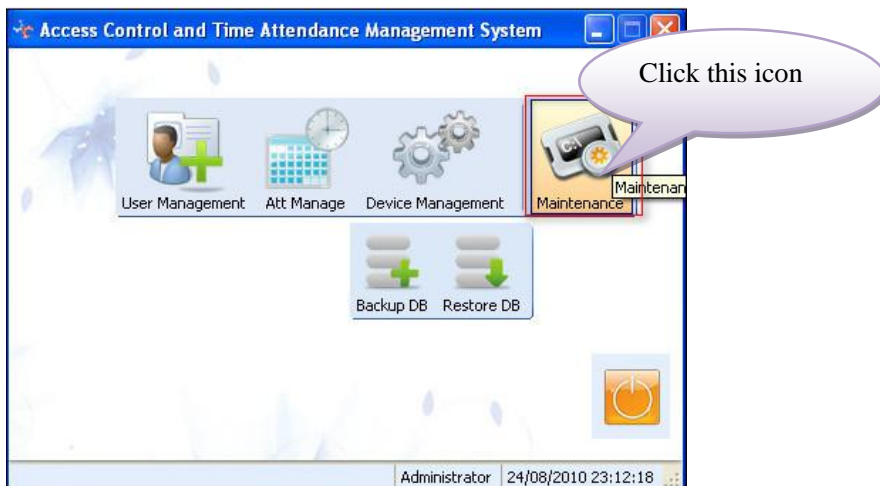 Access Control and Time Attendance Management System
Click this icon
Maintenan
User Management Att Manage Device Management Maintenance
Backup DB Restore DB
Administrator 24/08/2010 23:12:18